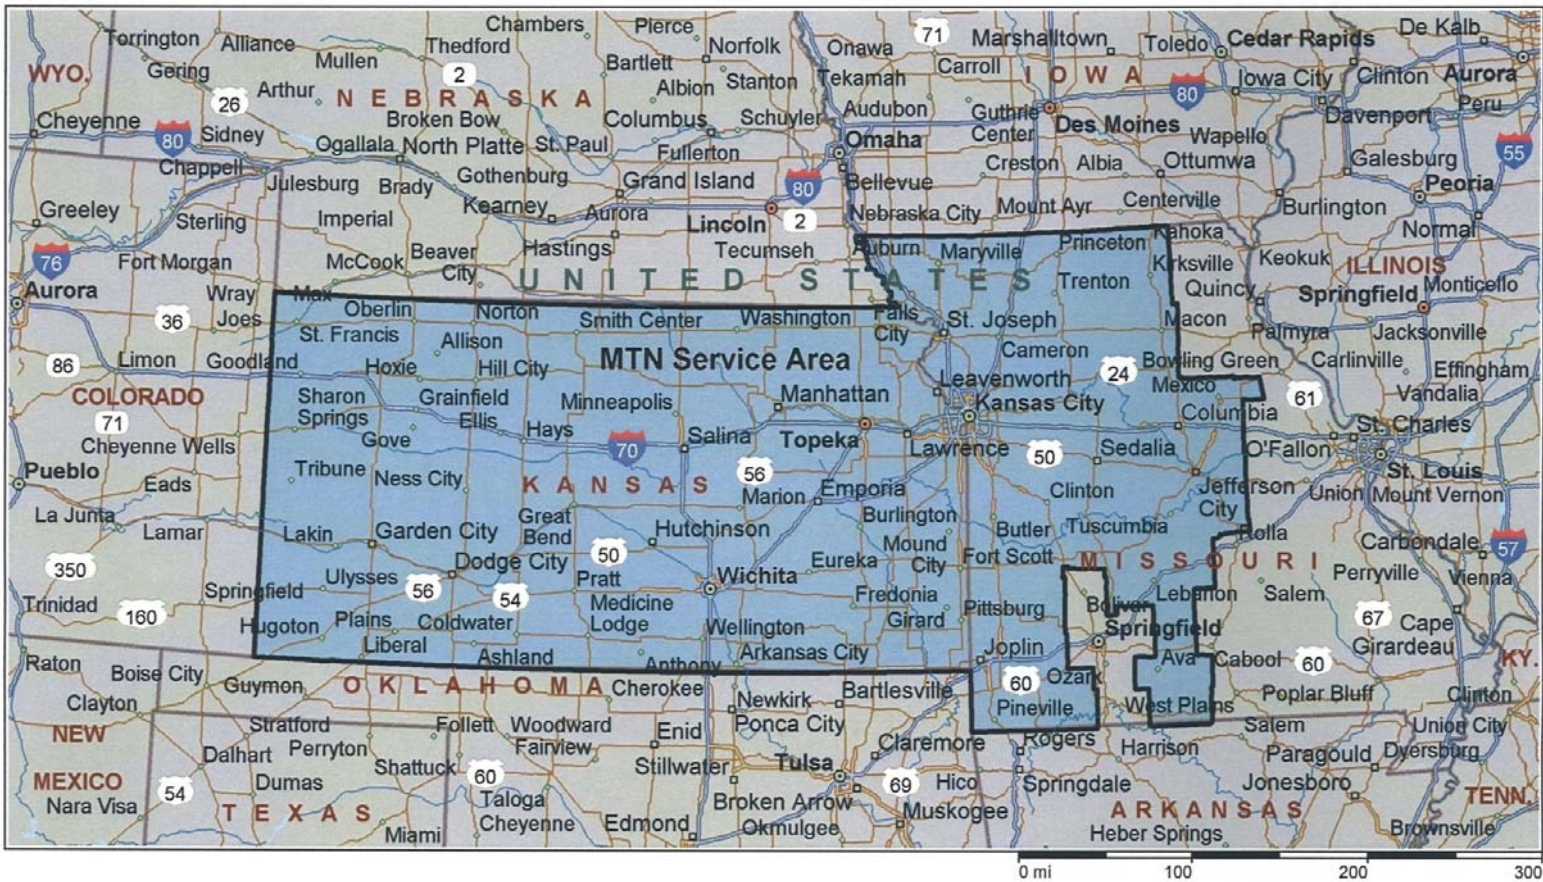 Chambers Pierce 71 Marshalltown Toledo Cedar Rapids De Kalb
Torrington Alliance Thedford Norfolk Onawa
WYO. Gering Mullen 2 Bartlett Stanton Tekamah Carroll IOWA 80 Iowa City Clinton Aurora
26 Arthur NEBRASKA Albion Audubon Guthrie Center Peru
Cheyenne 80 Sidney Broken Bow Columbus Schuyler Omaha Des Moines Wapello Davenport
Ogallala North Platte St. Paul Fullerton Creston Albia Ottumwa Galesburg 55
Chappell Julesburg Brady Gothenburg Grand Island 80 Bellevue Peoria
Greeley Sterling Imperial Kearney Aurora Lincoln 2 Nebraska City Mount Ayr Centerville Burlington Normal
76 Fort Morgan McCook Beaver City Hastings Tecumseh Auburn Maryville Princeton Kahoka Keokuk ILLINOIS
UNITED STATES
Aurora Wray Max Trenton Kirksville Quincy Springfield Monticello
36 Joes Oberlin Norton Smith Center Washington Falls City St. Joseph Macon Palmyra Jacksonville
St. Francis Allison
86 Limon Goodland Hoxie Hill City MTN Service Area Cameron 24 Bowling Green Carlinville Effingham
COLORADO Sharon Springs Grainfield Minneapolis Manhattan Leavenworth Mexico 61 Vandalia
71 Ellis Hays Kansas City Columbia St. Charles
Cheyenne Wells Gove 70 Salina Topeka Lawrence 50 Sedalia O'Fallon
Pueblo Eads Tribune Ness City KANSAS 56 Marion Emporia Clinton Jefferson City Union St. Louis Mount Vernon
La Junta Lamar Lakin Garden City Great Bend Hutchinson Burlington Butler Tuscumbia Rolla Carbondale 57
350 Dodge City 50 Eureka Mound City Fort Scott MISSOURI Perryville Vienna
Trinidad 160 Springfield Ulysses 56 54 Pratt Wichita Fredonia Pittsburg Bolivar Lebanon Salem 67
Hugoton Plains Coldwater Medicine Lodge Wellington Girard Springfield Cape Girardeau
Raton Boise City Liberal Ashland Anthony Arkansas City Joplin Ava Cabool 60 KY.
Clayton Guymon OKLAHOMA Cherokee Newkirk Bartlesville 60 Ozark Pineville West Plains Poplar Bluff Clinton
NEW MEXICO Stratford Follett Woodward Enid Ponca City Claremore Rogers Harrison Salem Union City
Dalhart Perryton Fairview Stillwater Tulsa Paragould Dyersburg
Nara Visa 54 Dumas Shattuck 60 Taloga Broken Arrow 69 Hico Springdale Jonesboro TENN.
TEXAS Miami Cheyenne Edmond Okmulgee Muskogee ARKANSAS Heber Springs Brownsville
0 mi 100 200 300